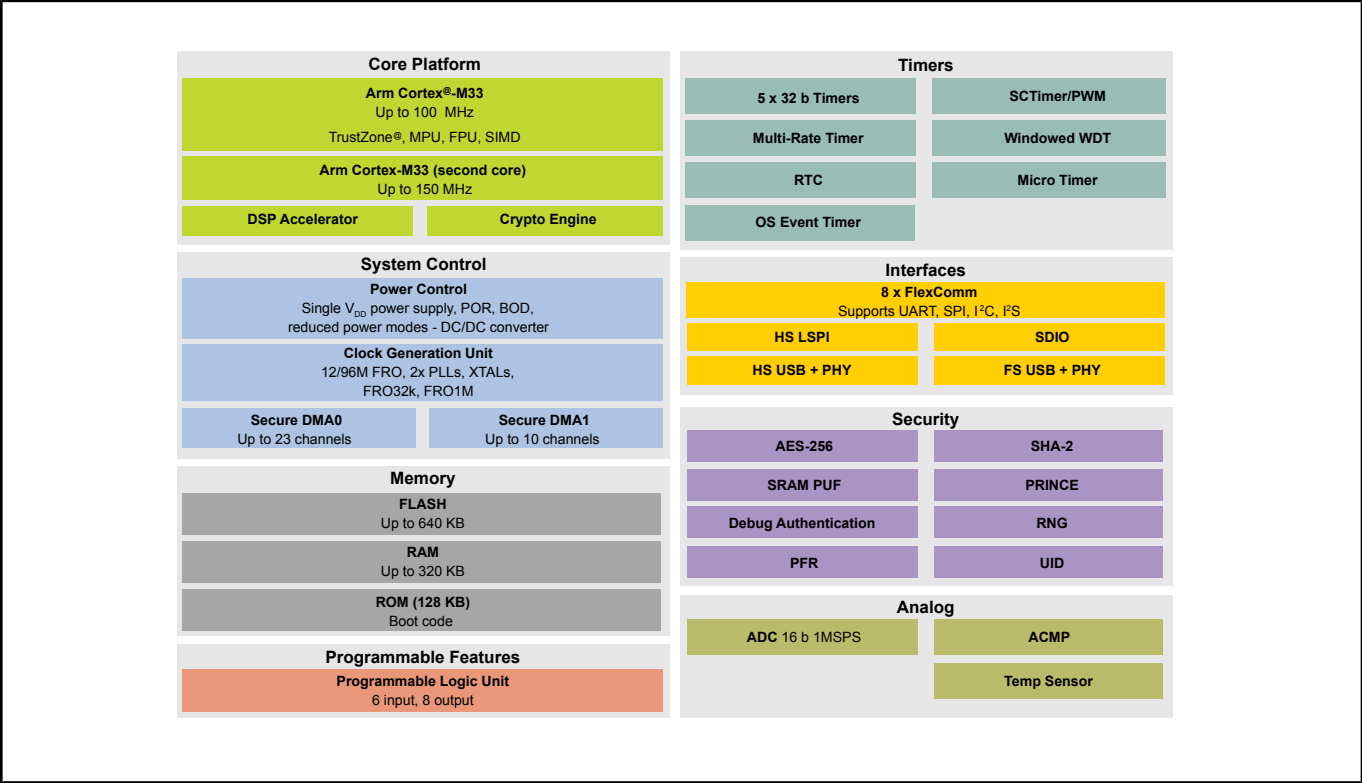 Core Platform
Arm Cortex®-M33
Up to 100 MHz
TrustZone®, MPU, FPU, SIMD
Arm Cortex-M33 (second core)
Up to 150 MHz
DSP Accelerator
Crypto Engine
System Control
Power Control
Single VDD power supply, POR, BOD,
reduced power modes - DC/DC converter
Clock Generation Unit
12/96M FRO, 2x PLLs, XTALs,
FRO32k, FRO1M
Secure DMA0
Up to 23 channels
Secure DMA1
Up to 10 channels
Memory
FLASH
Up to 640 KB
RAM
Up to 320 KB
ROM (128 KB)
Boot code
Programmable Features
Programmable Logic Unit
6 input, 8 output
Timers
5 x 32 b Timers
SCTimer/PWM
Multi-Rate Timer
Windowed WDT
RTC
Micro Timer
OS Event Timer
Interfaces
8 x FlexComm
Supports UART, SPI, I²C, I²S
HS LSPI
SDIO
HS USB + PHY
FS USB + PHY
Security
AES-256
SHA-2
SRAM PUF
PRINCE
Debug Authentication
RNG
PFR
UID
Analog
ADC 16 b 1MSPS
ACMP
Temp Sensor